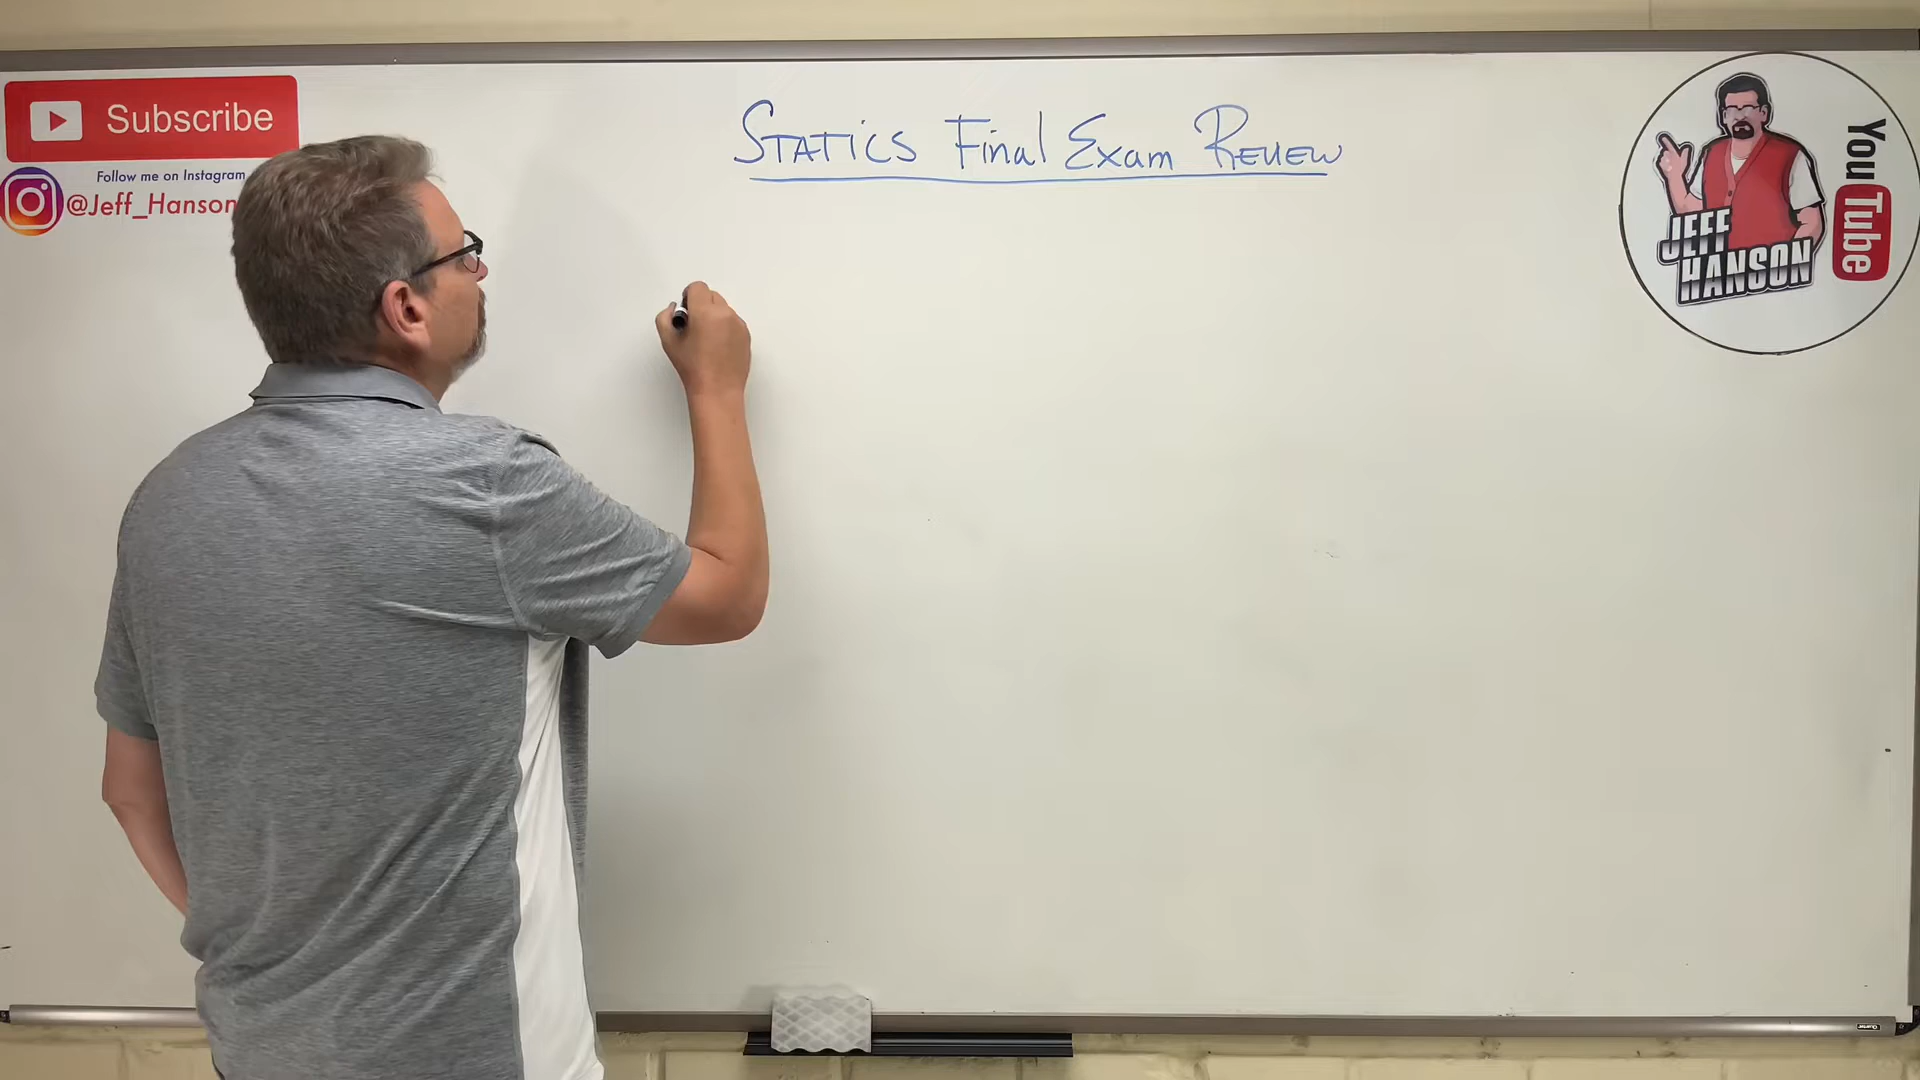 Subscribe
Follow me on Instagram
@Jeff_Hanson
STATICS Final Exam REVIEW
JEFF
HANSON
YouTube